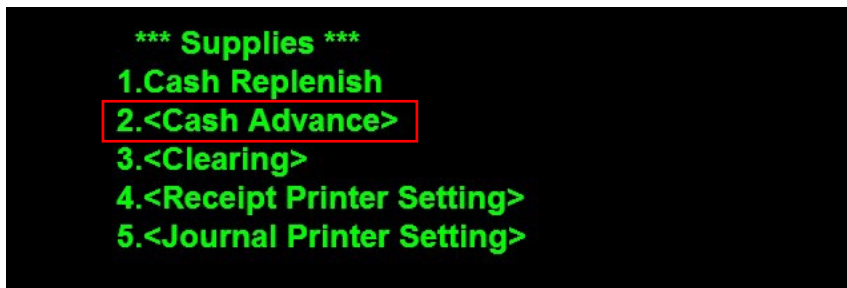 *** Supplies ***
1.Cash Replenish
2.<Cash Advance>
3.<Clearing>
4.<Receipt Printer Setting>
5.<Journal Printer Setting>